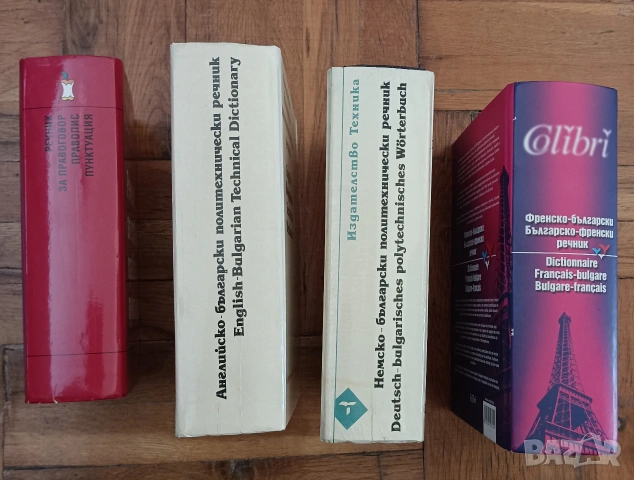 РЕЧНИК
ЗА ПРАВОГОВОР
ПРАВОПИС
ПУНКТУАЦИЯ
Английско-български политехнически речник
English-Bulgarian Technical Dictionary
Издателство Техника
Немско-български политехнически речник
Deutsch-bulgarisches polytechnisches Wörterbuch
Colibri
Френско-български
Българско-френски
речник
Dictionnaire
Français-bulgare
Bulgare-français
BAZAR